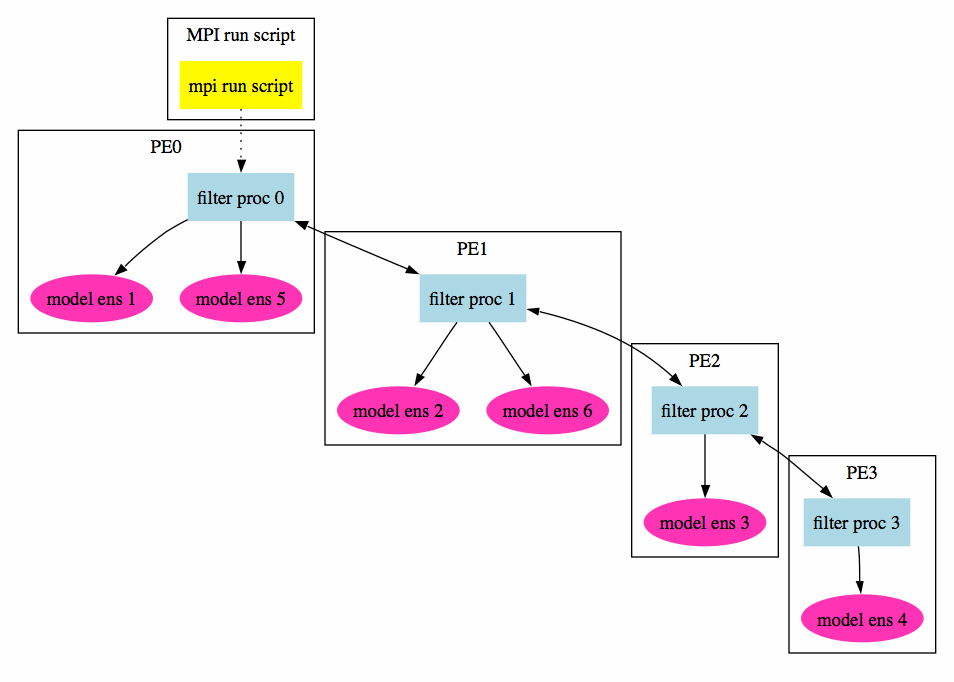 MPI run script
mpi run script
PE0
filter proc 0
model ens 1
model ens 5
PE1
filter proc 1
model ens 2
model ens 6
PE2
filter proc 2
model ens 3
PE3
filter proc 3
model ens 4